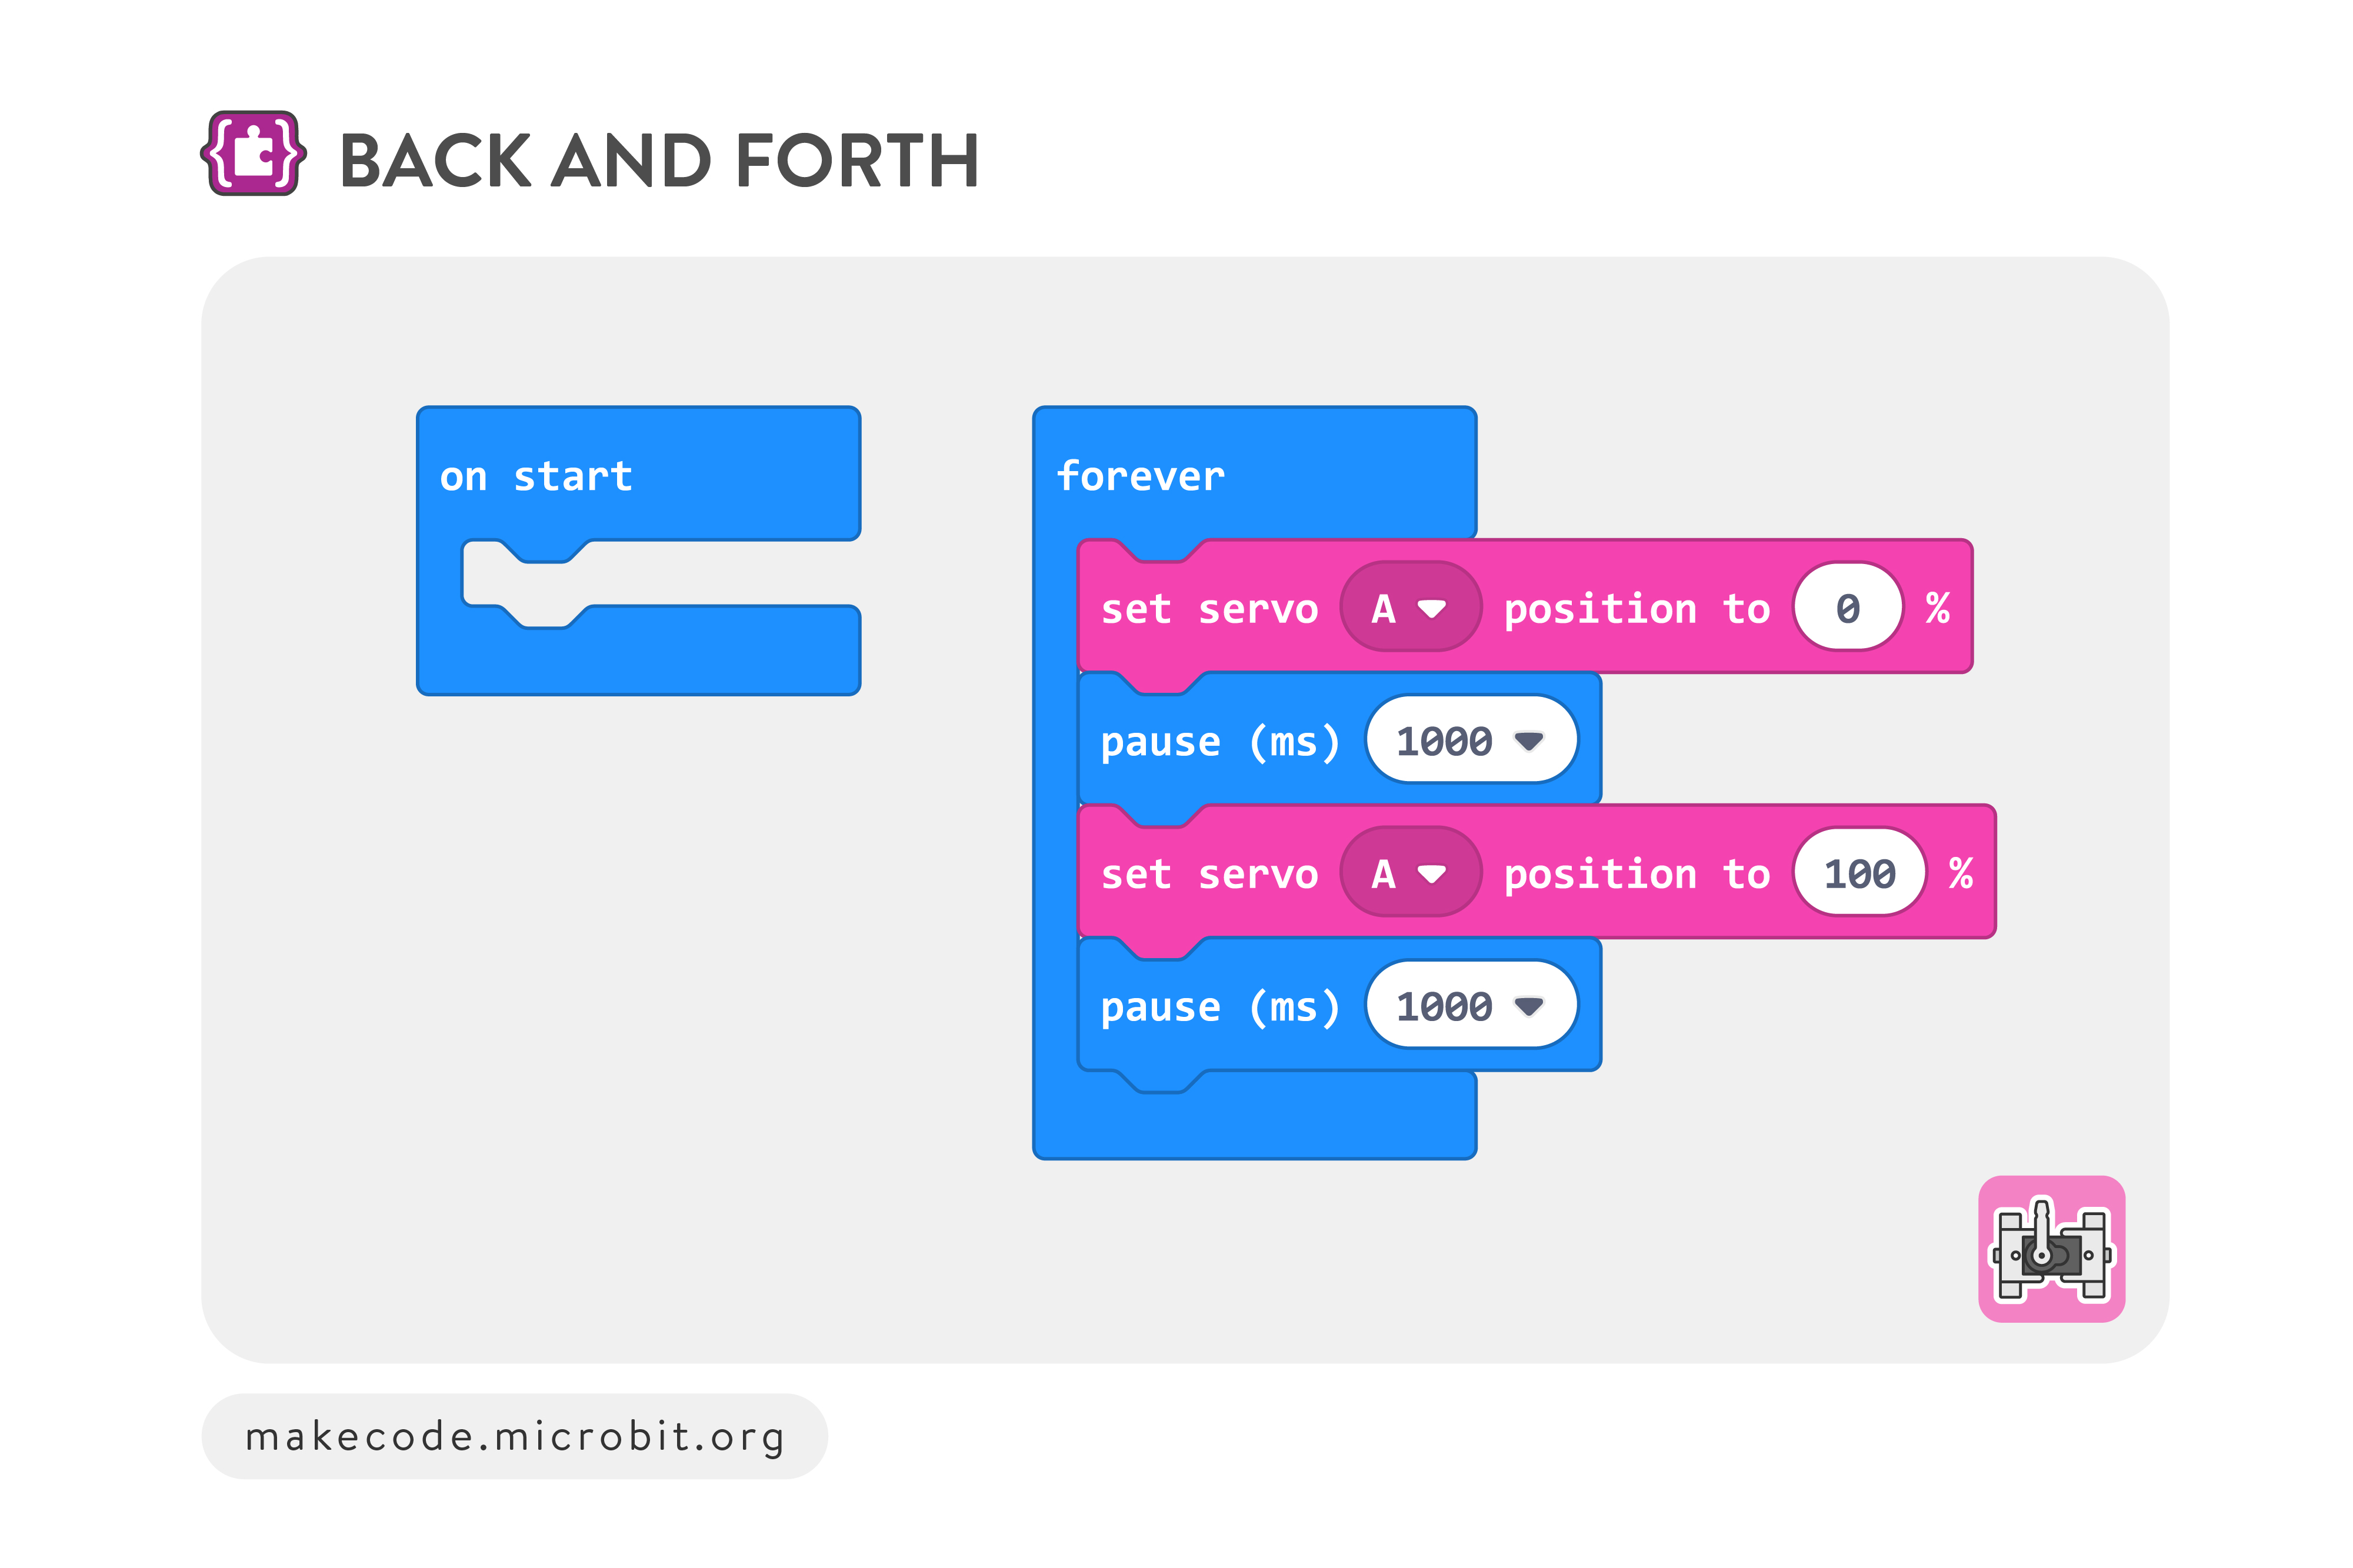 BACK AND FORTH
on start
forever
set servo A position to 0 %
pause (ms) 1000
set servo A position to 100 %
pause (ms) 1000
makecode.microbit.org